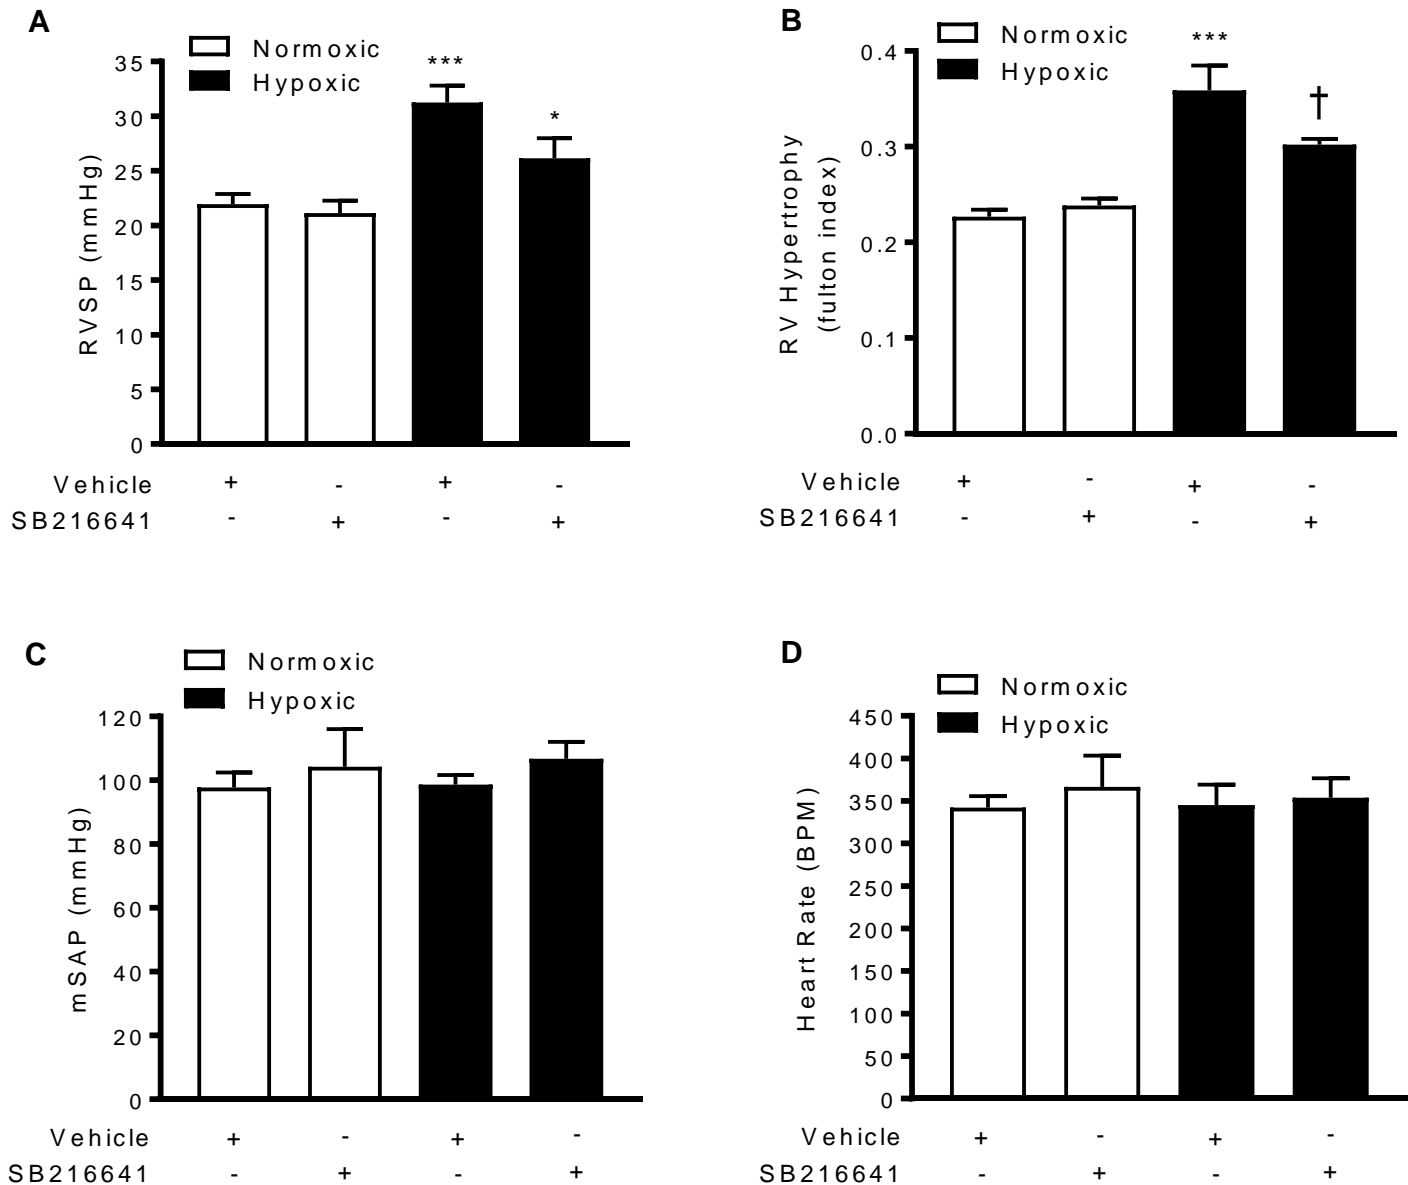 A
Normoxic
Hypoxic
***
*
35
30
25
20
15
10
5
0
RVSP (mmHg)
Vehicle + - + -
SB216641 - + - +
B
Normoxic
Hypoxic
***
†
0.4
0.3
0.2
0.1
0.0
RV Hypertrophy
(fulton index)
Vehicle + - + -
SB216641 - + - +
C
Normoxic
Hypoxic
120
100
80
60
40
20
0
mSAP (mmHg)
Vehicle + - + -
SB216641 - + - +
D
Normoxic
Hypoxic
450
400
350
300
250
200
150
100
50
0
Heart Rate (BPM)
Vehicle + - + -
SB216641 - + - +